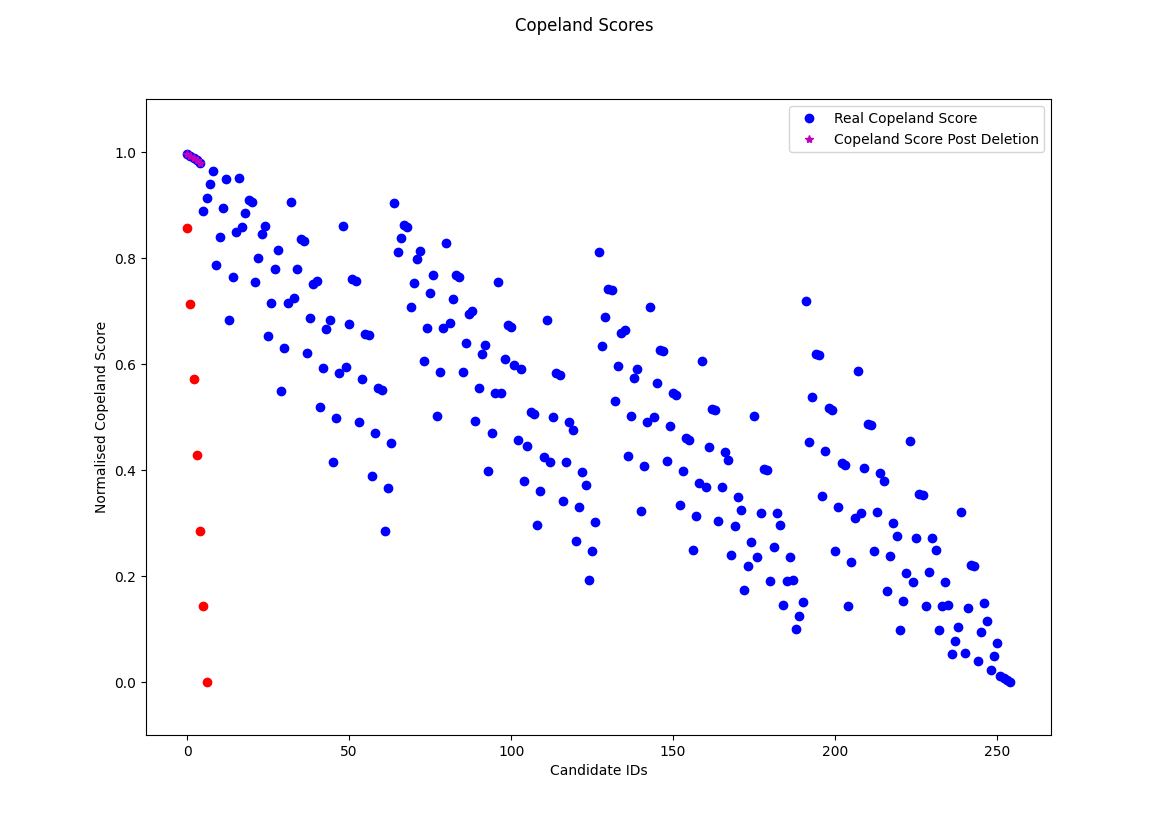 Copeland Scores
Real Copeland Score
Copeland Score Post Deletion
1.0
0.8
0.6
0.4
0.2
0.0
Normalised Copeland Score
0 50 100 150 200 250
Candidate IDs